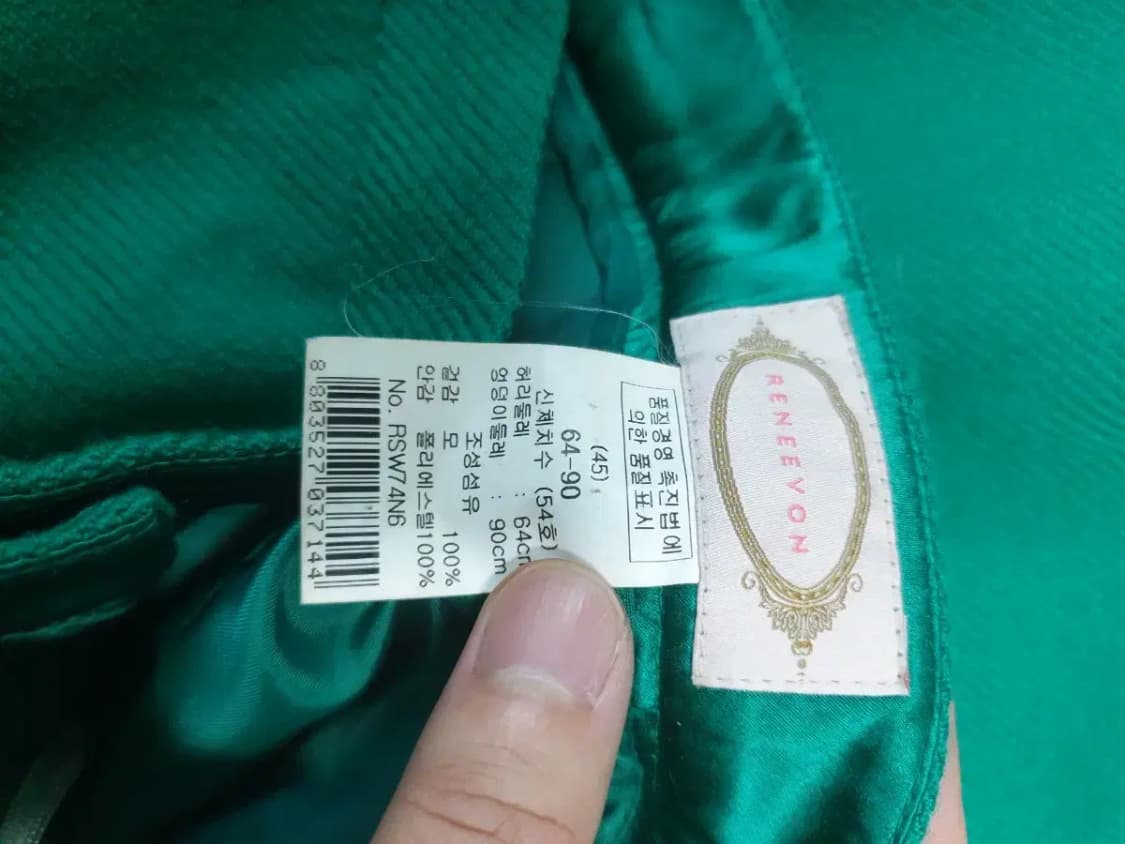 품질경영 촉진법에
의한 품질표시
(45)
64-90
신체치수 (54호)
허리둘레 : 64cm
엉덩이둘레 : 90cm
조성섬유
겉감 모 100%
안감 폴리에스텔100%
No. RSW74N6
8 803527 037144
RENEEVON